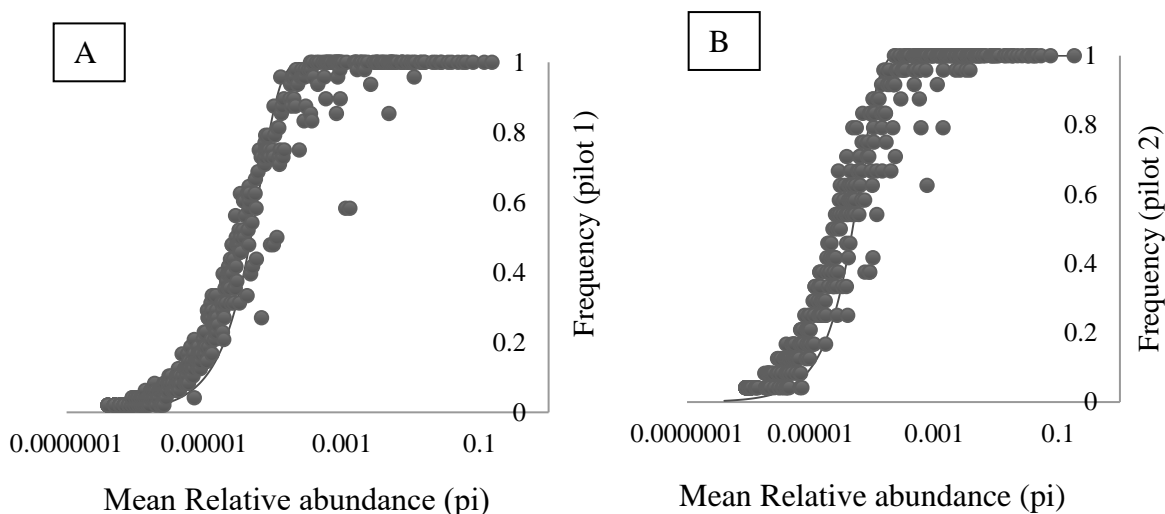 A
1
0.8
0.6
0.4
0.2
0
Frequency (pilot 1)
0.0000001 0.00001 0.001 0.1
Mean Relative abundance (pi)
B
1
0.8
0.6
0.4
0.2
0
Frequency (pilot 2)
0.0000001 0.00001 0.001 0.1
Mean Relative abundance (pi)